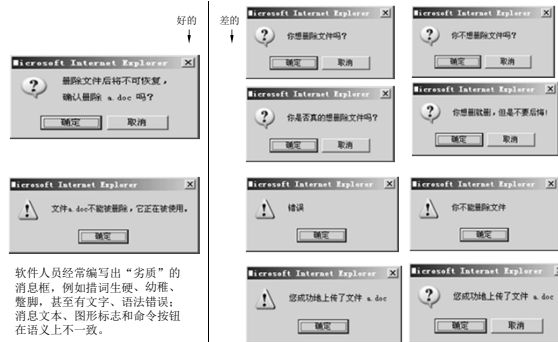 好的
差的
Microsoft Internet Explorer
删除文件后将不可恢复，
确认删除 a.doc 吗？
确定 取消
Microsoft Internet Explorer
文件a.doc不能被删除，它正在被使用。
确定
软件人员经常编写出“劣质”的
消息框，例如措词生硬、幼稚、
蹩脚，甚至有文字、语法错误；
消息文本、图形标志和命令按钮
在语义上不一致。
Microsoft Internet Explorer
你想删除文件吗？
确定 取消
Microsoft Internet Explorer
你不想删除文件吗？
确定 取消
Microsoft Internet Explorer
你是否真的想删除文件吗？
确定 取消
Microsoft Internet Explorer
你想删就删，但是不要后悔！
确定 取消
Microsoft Internet Explorer
错误
确定
Microsoft Internet Explorer
你不能删除文件
确定
Microsoft Internet Explorer
您成功地上传了文件 a.doc
确定
Microsoft Internet Explorer
您成功地上传了文件 a.doc
确定 取消